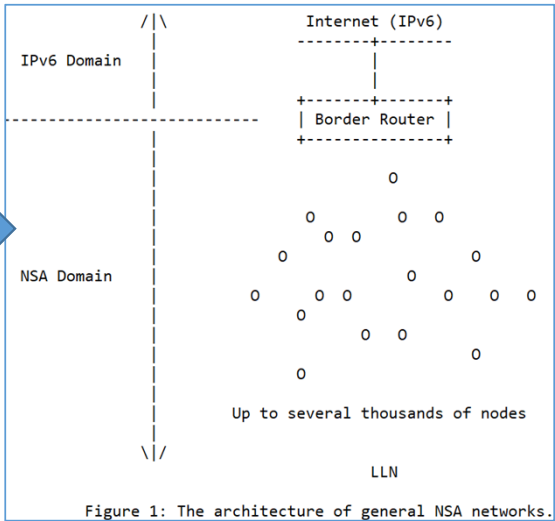 /|\ Internet (IPv6)
| --------+--------
IPv6 Domain | |
| |
| +-------+-------+
--------------------------- | Border Router |
| +---------------+
| O
| O O O
| O O
| O O
NSA Domain | O
| O O O O O O
| O
| O O
| O
| O
| Up to several thousands of nodes
\|/
LLN
Figure 1: The architecture of general NSA networks.